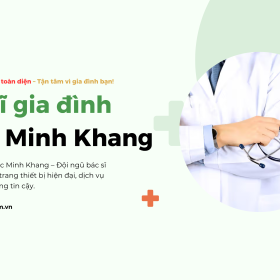 toàn diện - Tận tâm vì gia đình bạn!
ĩ gia đình
Minh Khang
c Minh Khang – Đội ngũ bác sĩ
trang thiết bị hiện đại, dịch vụ
ng tin cậy.
n.vn